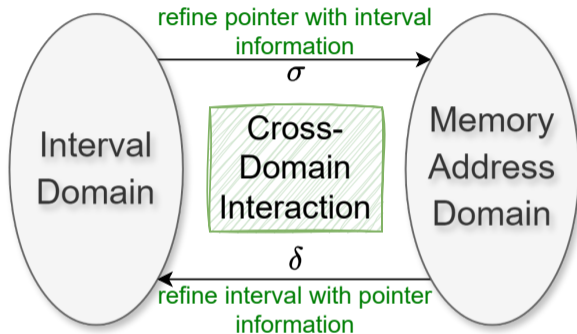 refine pointer with interval
information
σ
Interval
Domain
Cross-
Domain
Interaction
Memory
Address
Domain
δ
refine interval with pointer
information